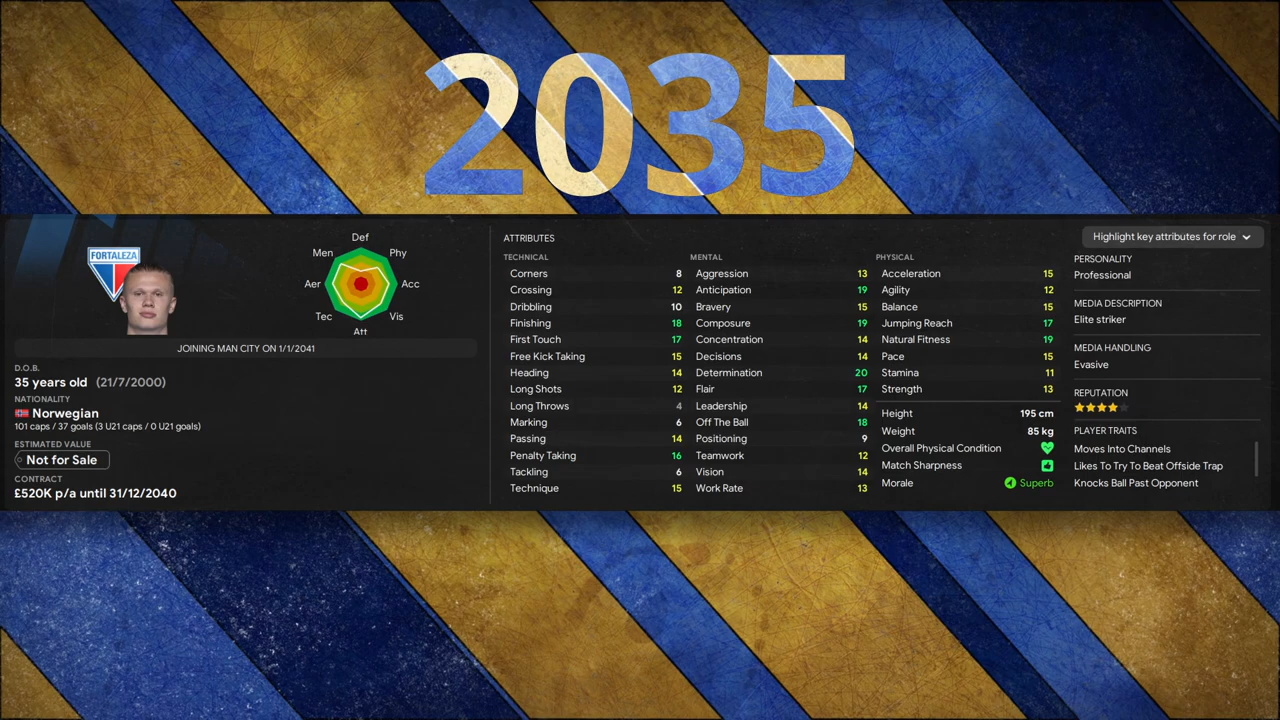 2035
FORTALEZA
Def
Men
Phy
Aer
Acc
Tec
Vis
Att
JOINING MAN CITY ON 1/1/2041
D.O.B.
35 years old (21/7/2000)
NATIONALITY
Norwegian
101 caps / 37 goals (3 U21 caps / 0 U21 goals)
ESTIMATED VALUE
Not for Sale
CONTRACT
£520K p/a until 31/12/2040
ATTRIBUTES
TECHNICAL
Corners 8
Crossing 12
Dribbling 10
Finishing 18
First Touch 17
Free Kick Taking 15
Heading 14
Long Shots 12
Long Throws 4
Marking 6
Passing 14
Penalty Taking 16
Tackling 6
Technique 15
MENTAL
Aggression 13
Anticipation 19
Bravery 15
Composure 19
Concentration 14
Decisions 14
Determination 20
Flair 17
Leadership 14
Off The Ball 18
Positioning 9
Teamwork 12
Vision 14
Work Rate 13
PHYSICAL
Acceleration 15
Agility 12
Balance 15
Jumping Reach 17
Natural Fitness 19
Pace 15
Stamina 11
Strength 13
Height 195 cm
Weight 85 kg
Overall Physical Condition
Match Sharpness
Morale Superb
Highlight key attributes for role
PERSONALITY
Professional
MEDIA DESCRIPTION
Elite striker
MEDIA HANDLING
Evasive
REPUTATION
PLAYER TRAITS
Moves Into Channels
Likes To Try To Beat Offside Trap
Knocks Ball Past Opponent